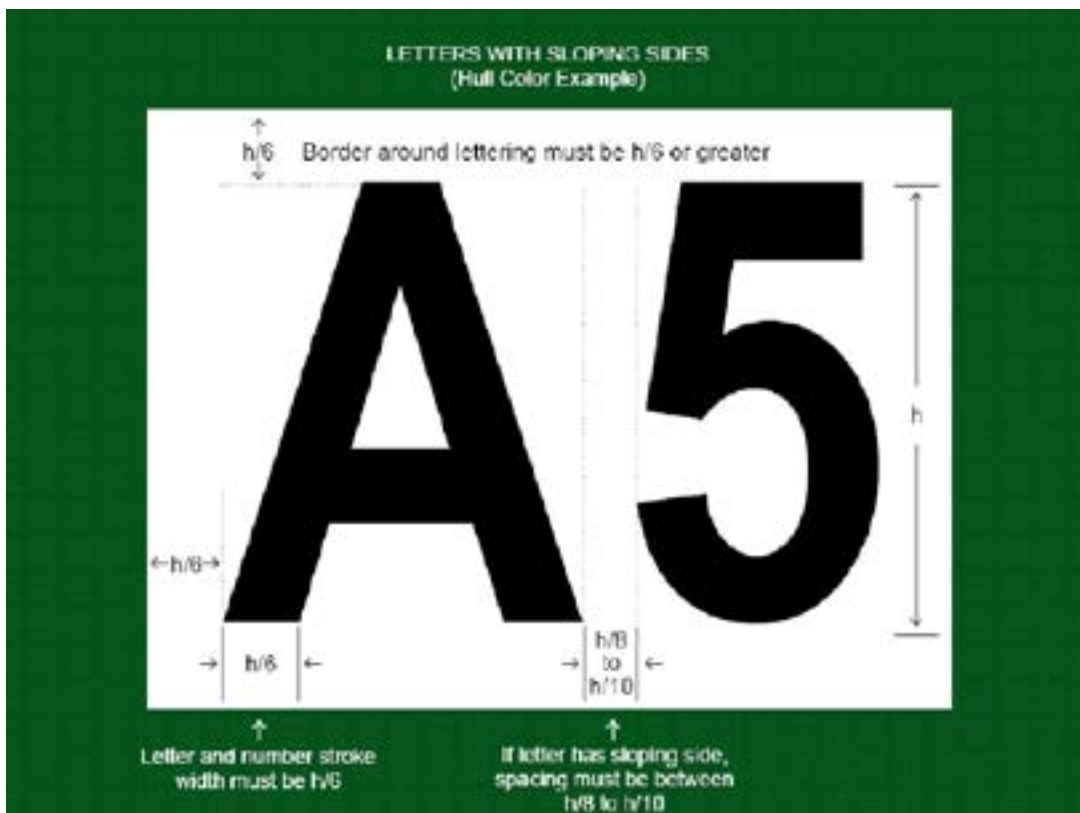 LETTERS WITH SLOPING SIDES
(Hull Color Example)
h/6 Border around lettering must be h/6 or greater
A5
h
h/6
h/6
h/8
to
h/10
Letter and number stroke
width must be h/6
If letter has sloping side,
spacing must be between
h/8 to h/10